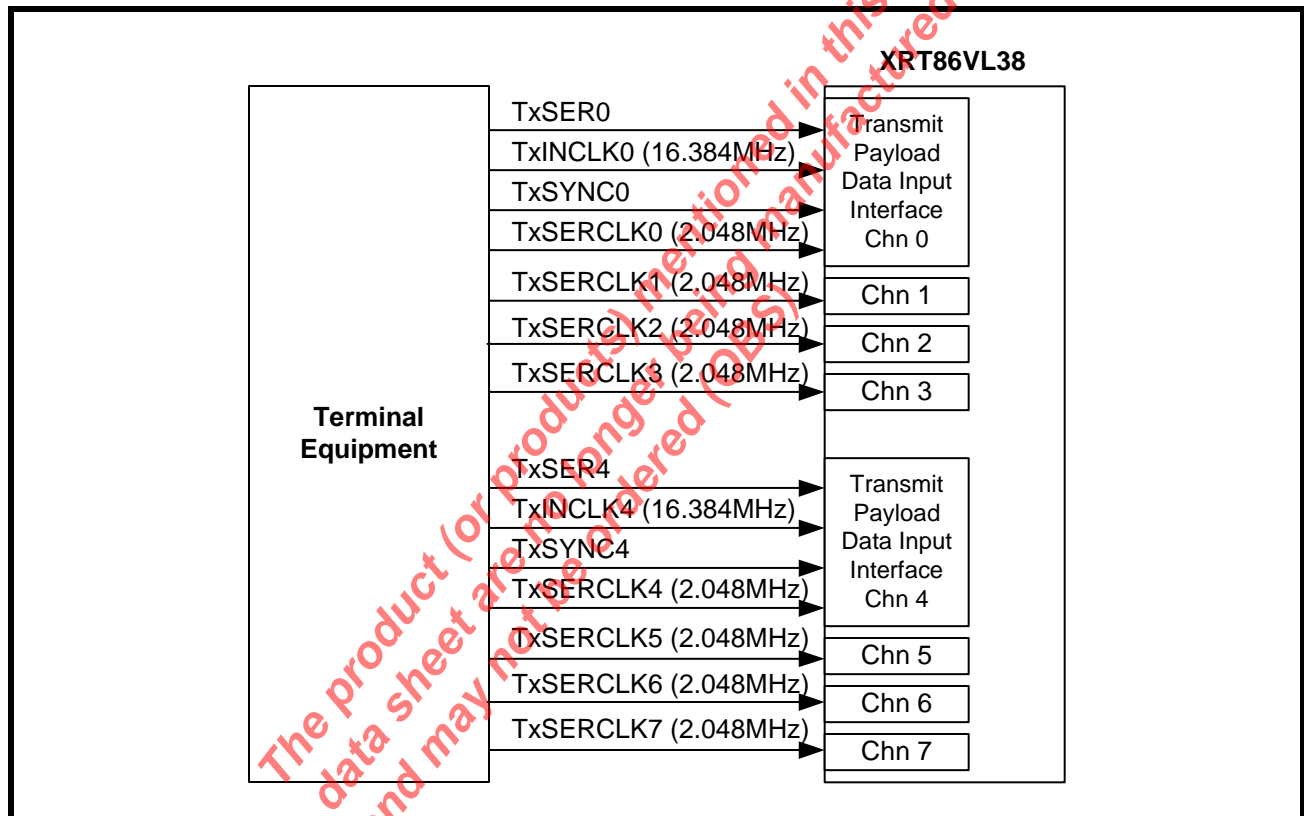 XRT86VL38
Terminal
Equipment
TxSER0
TxINCLK0 (16.384MHz)
TxSYNC0
TxSERCLK0 (2.048MHz)
TxSERCLK1 (2.048MHz)
TxSERCLK2 (2.048MHz)
TxSERCLK3 (2.048MHz)
TxSER4
TxINCLK4 (16.384MHz)
TxSYNC4
TxSERCLK4 (2.048MHz)
TxSERCLK5 (2.048MHz)
TxSERCLK6 (2.048MHz)
TxSERCLK7 (2.048MHz)
Transmit
Payload
Data Input
Interface
Chn 0
Chn 1
Chn 2
Chn 3
Transmit
Payload
Data Input
Interface
Chn 4
Chn 5
Chn 6
Chn 7
The product (or products) mentioned in this
data sheet are no longer being manufactured
and may not be ordered (OBS)